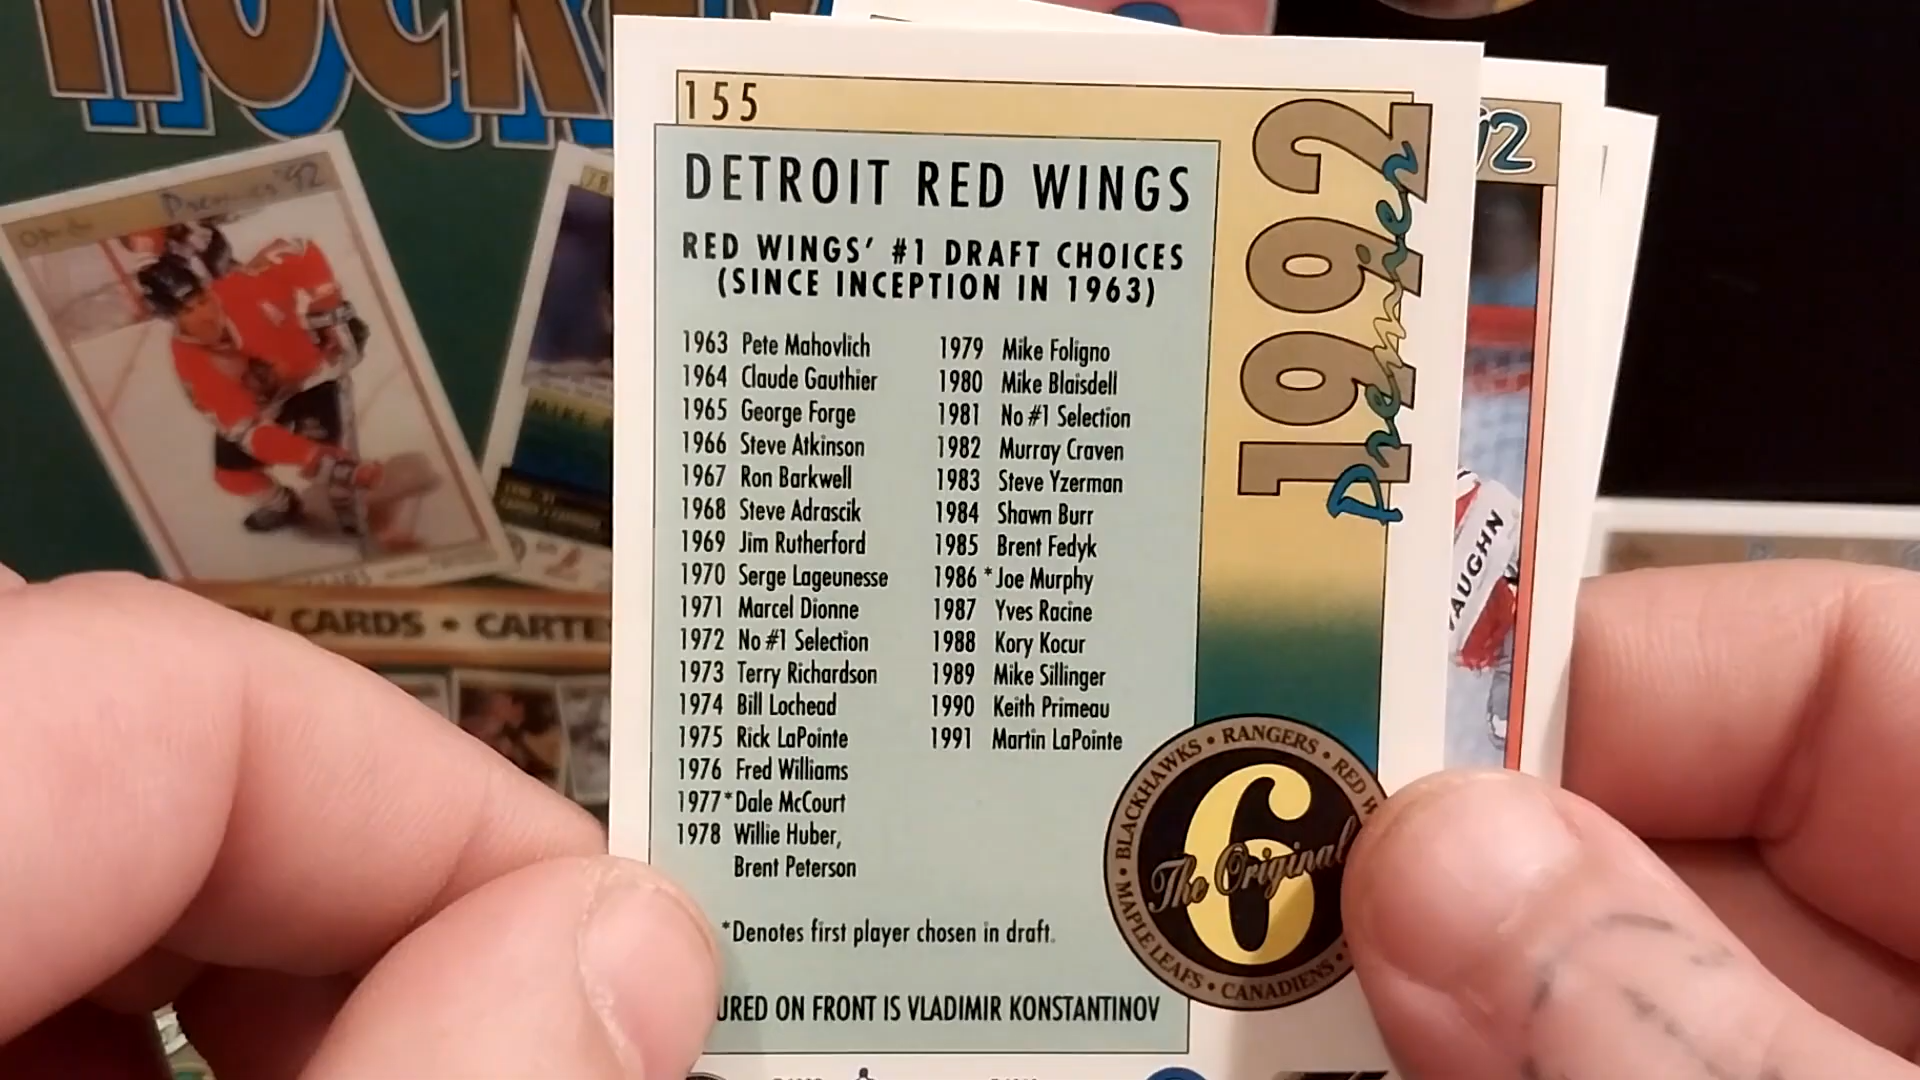 HOCKEY
155
DETROIT RED WINGS
RED WINGS' #1 DRAFT CHOICES
(SINCE INCEPTION IN 1963)
1963 Pete Mahovlich
1964 Claude Gauthier
1965 George Forge
1966 Steve Atkinson
1967 Ron Barkwell
1968 Steve Adrascik
1969 Jim Rutherford
1970 Serge Lageunesse
1971 Marcel Dionne
1972 No #1 Selection
1973 Terry Richardson
1974 Bill Lochead
1975 Rick LaPointe
1976 Fred Williams
1977 *Dale McCourt
1978 Willie Huber,
Brent Peterson
1979 Mike Foligno
1980 Mike Blaisdell
1981 No #1 Selection
1982 Murray Craven
1983 Steve Yzerman
1984 Shawn Burr
1985 Brent Fedyk
1986 *Joe Murphy
1987 Yves Racine
1988 Kory Kocur
1989 Mike Sillinger
1990 Keith Primeau
1991 Martin LaPointe
*Denotes first player chosen in draft.
URED ON FRONT IS VLADIMIR KONSTANTINOV
1992
Premier
BLACKHAWKS • RANGERS • RED W
MAPLE LEAFS • CANADIENS •
The Original
6
Premier '92
MIKE
CARDS • CARTE
92
VAUGHN